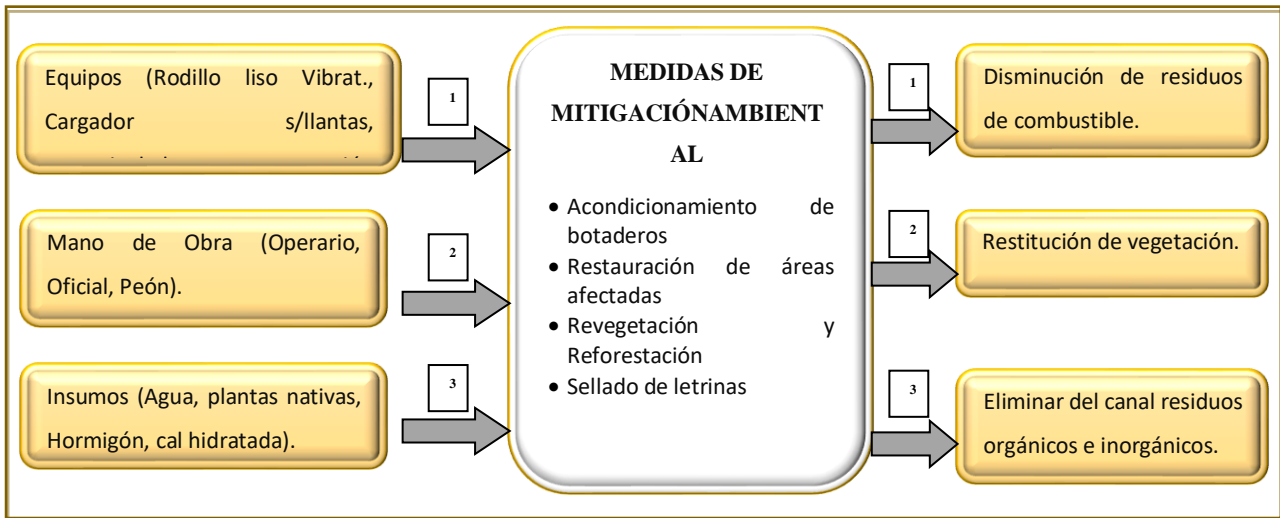 Equipos (Rodillo liso Vibrat.,
Cargador s/llantas,
1
Mano de Obra (Operario,
Oficial, Peón).
2
Insumos (Agua, plantas nativas,
Hormigón, cal hidratada).
3
MEDIDAS DE
MITIGACIÓNAMBIENT
AL
• Acondicionamiento de
botaderos
• Restauración de áreas
afectadas
• Revegetación y
Reforestación
• Sellado de letrinas
1
Disminución de residuos
de combustible.
2
Restitución de vegetación.
3
Eliminar del canal residuos
orgánicos e inorgánicos.